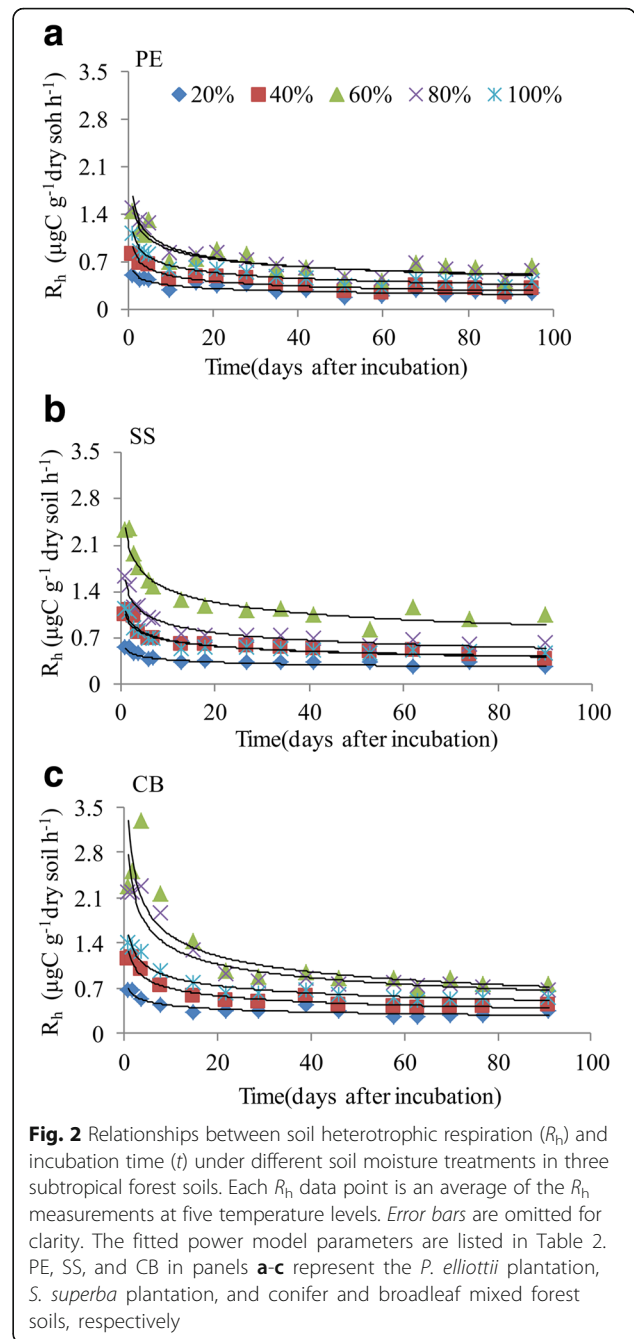 a
PE
◆ 20% ■ 40% ▲ 60% × 80% ✳ 100%
3.5
2.8
2.1
1.4
0.7
0
Rₕ (μgC g⁻¹dry soh h⁻¹)
0 20 40 60 80 100
Time(days after incubation)
b
SS
3.5
2.8
2.1
1.4
0.7
0
Rₕ (μgC g⁻¹ dry soil h⁻¹)
0 20 40 60 80 100
Time(days after incubation)
c
CB
3.5
2.8
2.1
1.4
0.7
0
Rₕ (μgC g⁻¹dry soil h⁻¹)
0 20 40 60 80 100
Time(days after incubation)
Fig. 2 Relationships between soil heterotrophic respiration (Rₕ) and
incubation time (t) under different soil moisture treatments in three
subtropical forest soils. Each Rₕ data point is an average of the Rₕ
measurements at five temperature levels. Error bars are omitted for
clarity. The fitted power model parameters are listed in Table 2.
PE, SS, and CB in panels a-c represent the P. elliottii plantation,
S. superba plantation, and conifer and broadleaf mixed forest
soils, respectively